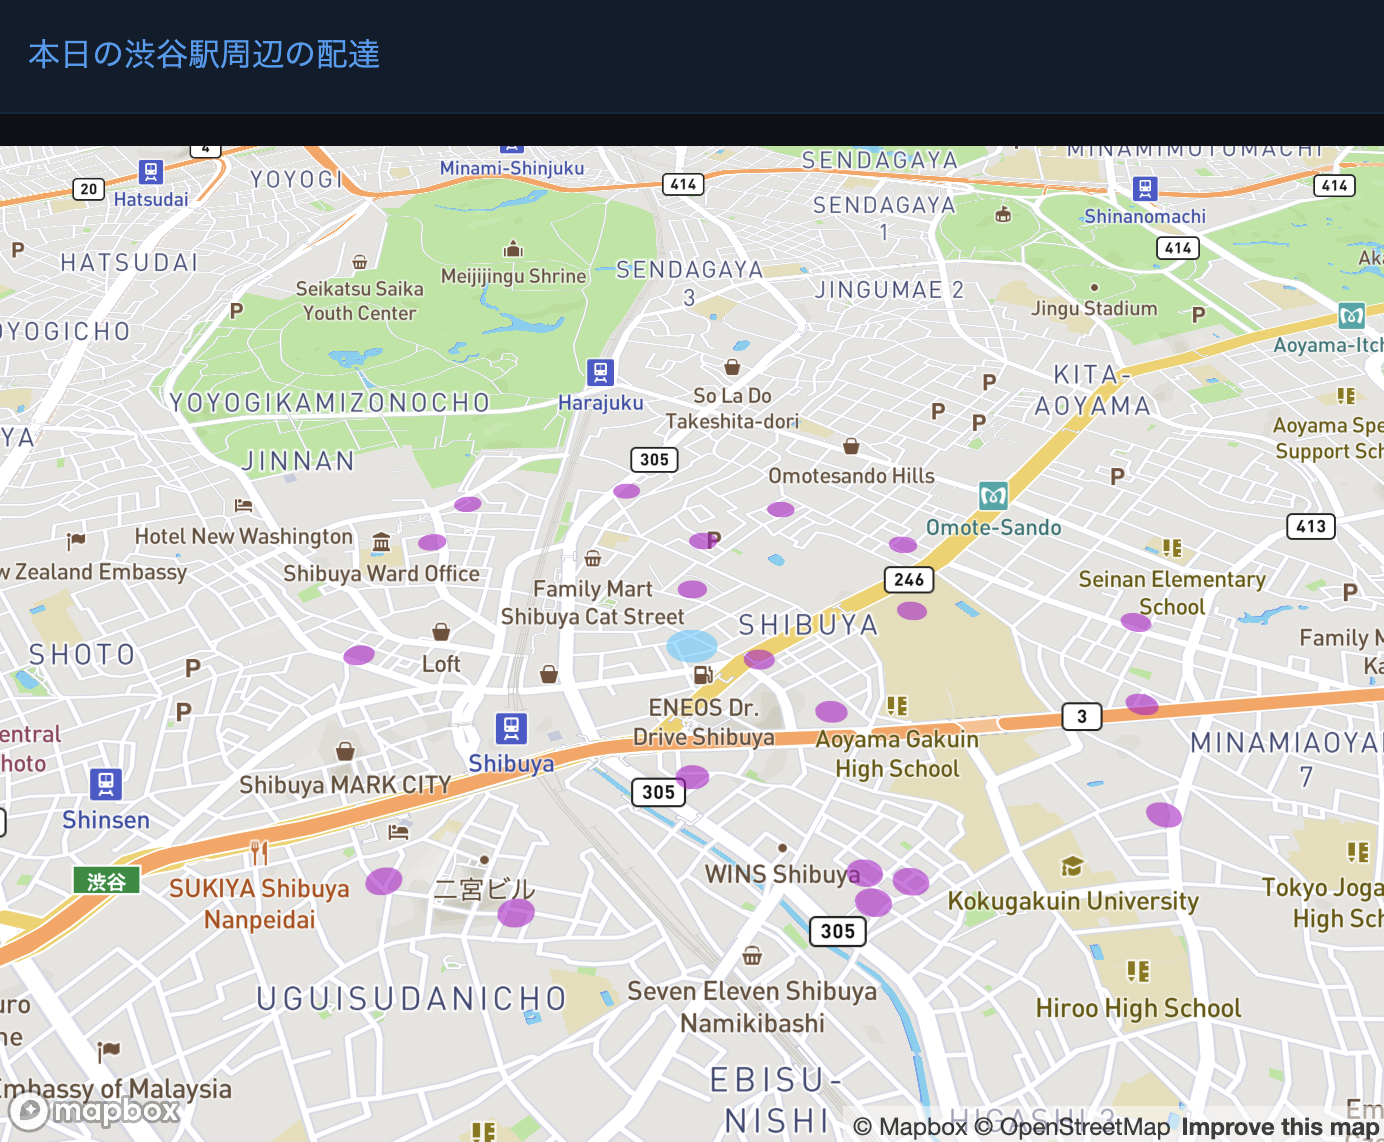 本日の渋谷駅周辺の配達
4
Minami-Shinjuku
SENDAGAYA
MINAMIMOTOMACHI
20
Hatsudai
YOYOGI
414
414
Shinanomachi
SENDAGAYA
1
414
HATSUDAI
P
Meijijingu Shrine
SENDAGAYA
3
JINGUMAE 2
Seikatsu Saika
Youth Center
P
Jingu Stadium
P
OYOGICHO
Aoyama-Itch
Harajuku
So La Do
Takeshita-dori
P
P
P
KITA-
AOYAMA
YOYOGIKAMIZONOCHO
YA
JINNAN
305
Omotesando Hills
P
Aoyama Spe
Support Sch
Omote-Sando
413
Hotel New Washington
w Zealand Embassy
Shibuya Ward Office
P
Family Mart
Shibuya Cat Street
246
Seinan Elementary
School
P
SHIBUYA
Family M
Ka
SHOTO
P
Loft
P
ENEOS Dr.
Drive Shibuya
3
entral
hoto
Shibuya
Aoyama Gakuin
High School
MINAMIAOYA
7
Shibuya MARK CITY
305
Shinsen
渋谷
SUKIYA Shibuya
Nanpeidai
二宮ビル
WINS Shibuya
Kokugakuin University
Tokyo Joga
High Sch
305
UGUISUDANICHO
Seven Eleven Shibuya
Namikibashi
Hiroo High School
uro
ne
Embassy of Malaysia
EBISU-
NISHI
HIGASHI 2
Em
mapbox
© Mapbox © OpenStreetMap Improve this map